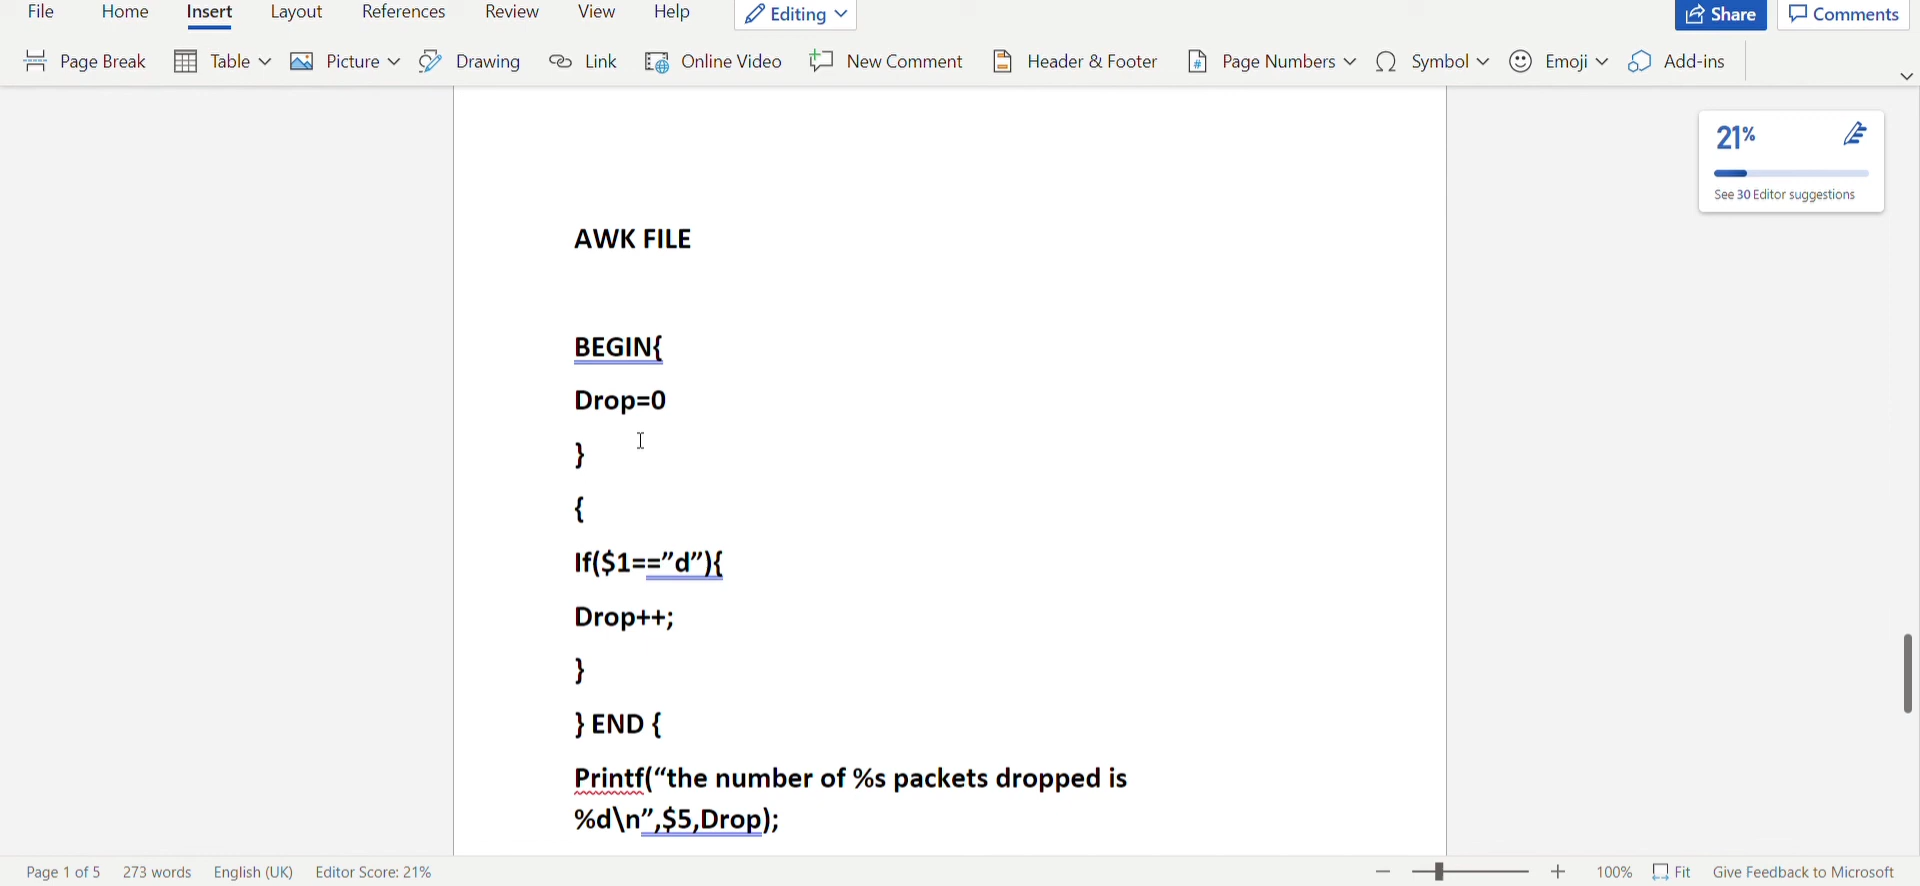 File Home Insert Layout References Review View Help Editing Share Comments
Page Break Table Picture Drawing Link Online Video New Comment Header & Footer Page Numbers Symbol Emoji Add-ins
21%
See 30 Editor suggestions
AWK FILE
BEGIN{
Drop=0
}
{
If($1==”d”){
Drop++;
}
} END {
Printf(“the number of %s packets dropped is
%d\n”,$5,Drop);
Page 1 of 5 273 words English (UK) Editor Score: 21% 100% Fit Give Feedback to Microsoft